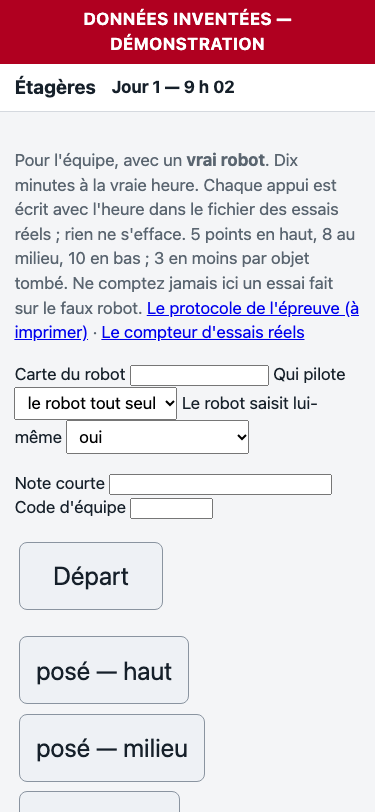 DONNÉES INVENTÉES —
DÉMONSTRATION
Étagères Jour 1 — 9 h 02
Pour l'équipe, avec un vrai robot. Dix
minutes à la vraie heure. Chaque appui est
écrit avec l'heure dans le fichier des essais
réels ; rien ne s'efface. 5 points en haut, 8 au
milieu, 10 en bas ; 3 en moins par objet
tombé. Ne comptez jamais ici un essai fait
sur le faux robot. Le protocole de l'épreuve (à
imprimer) · Le compteur d'essais réels
Carte du robot Qui pilote
le robot tout seul Le robot saisit lui-
même oui
Note courte
Code d'équipe
Départ
posé — haut
posé — milieu